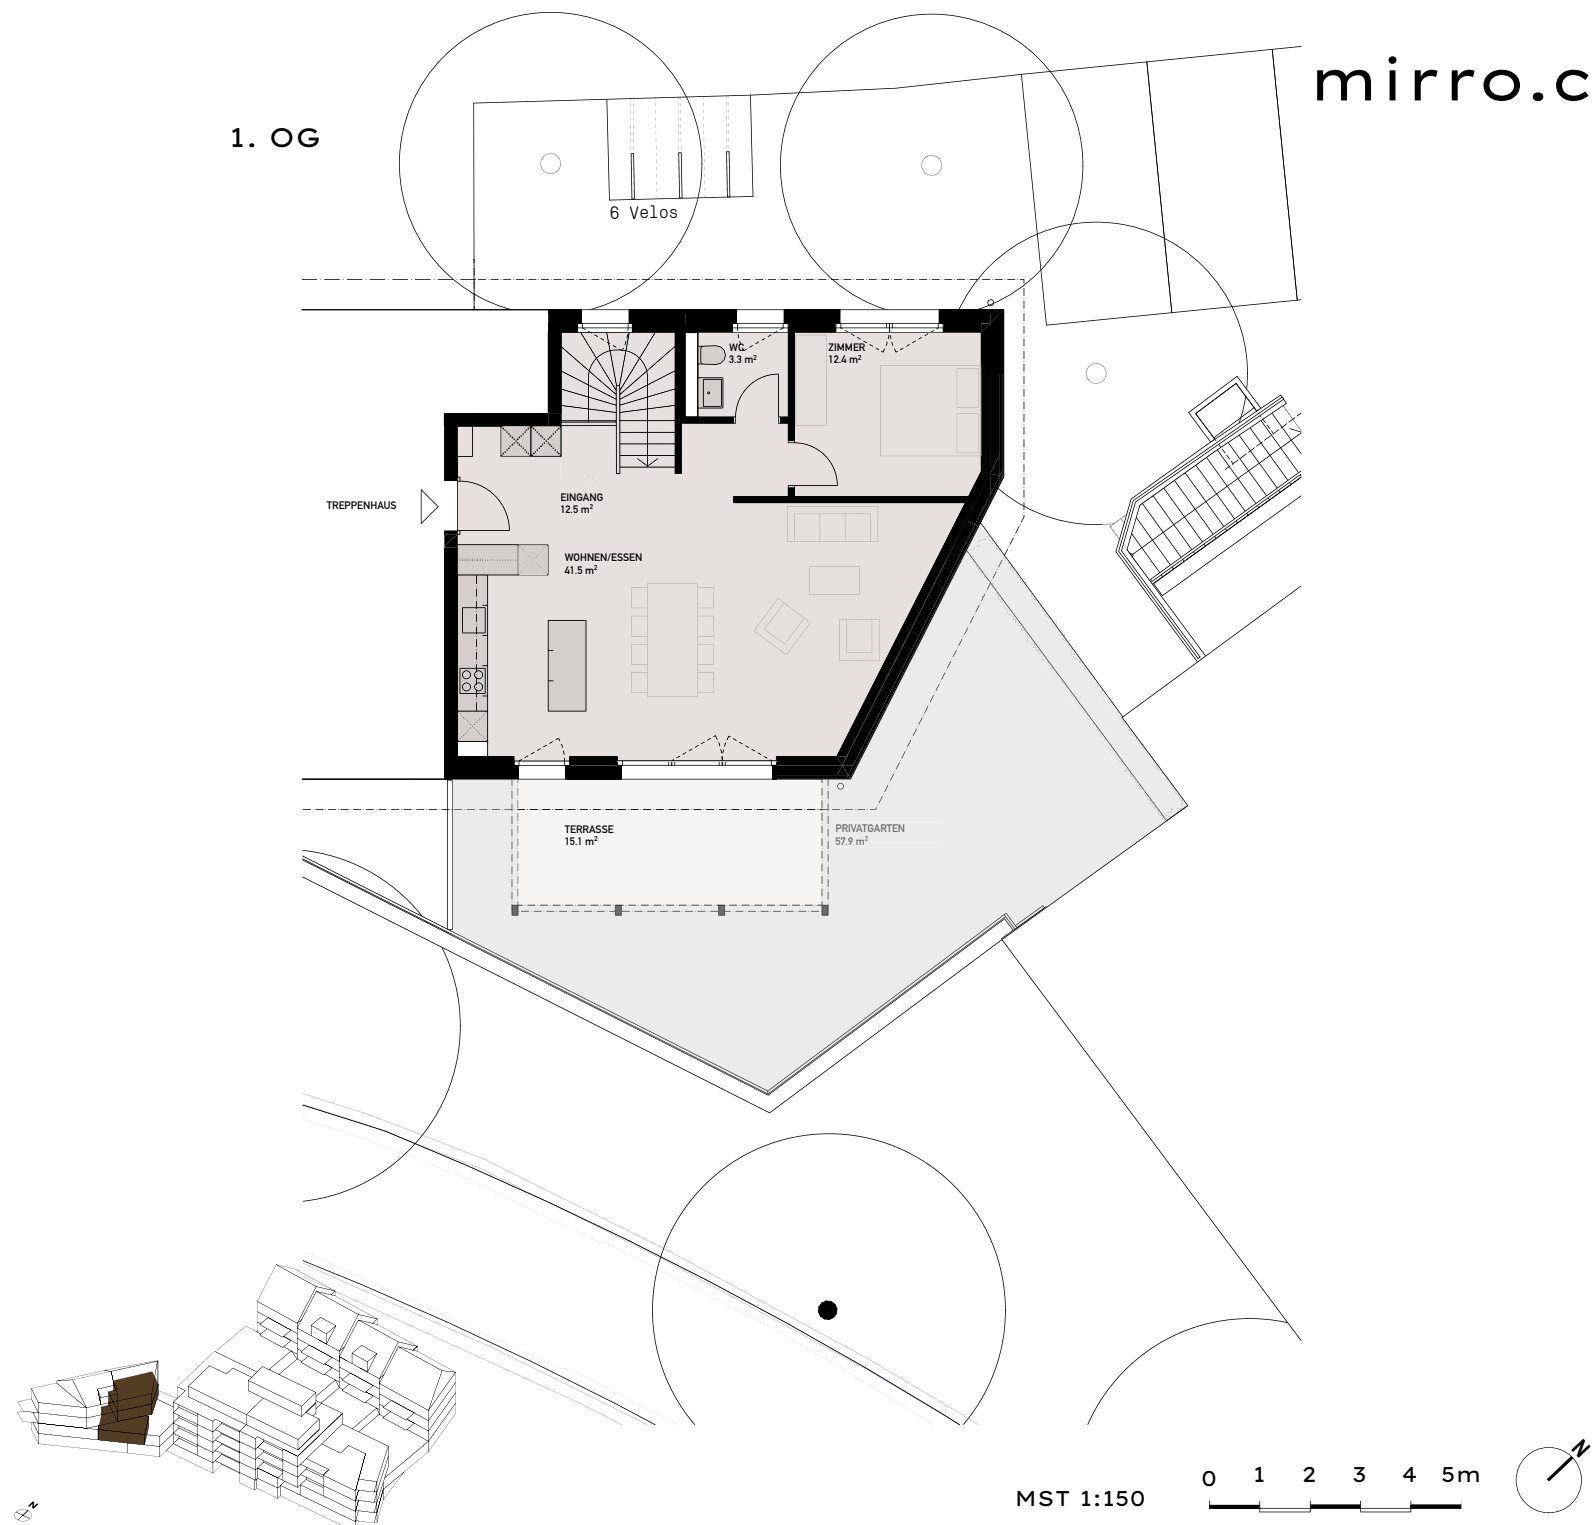 mirro.c
1. OG
6 Velos
WC
3.3 m²
ZIMMER
12.4 m²
TREPPENHAUS
EINGANG
12.5 m²
WOHNEN/ESSEN
41.5 m²
TERRASSE
15.1 m²
PRIVATGARTEN
57.9 m²
N
MST 1:150
0 1 2 3 4 5m
N